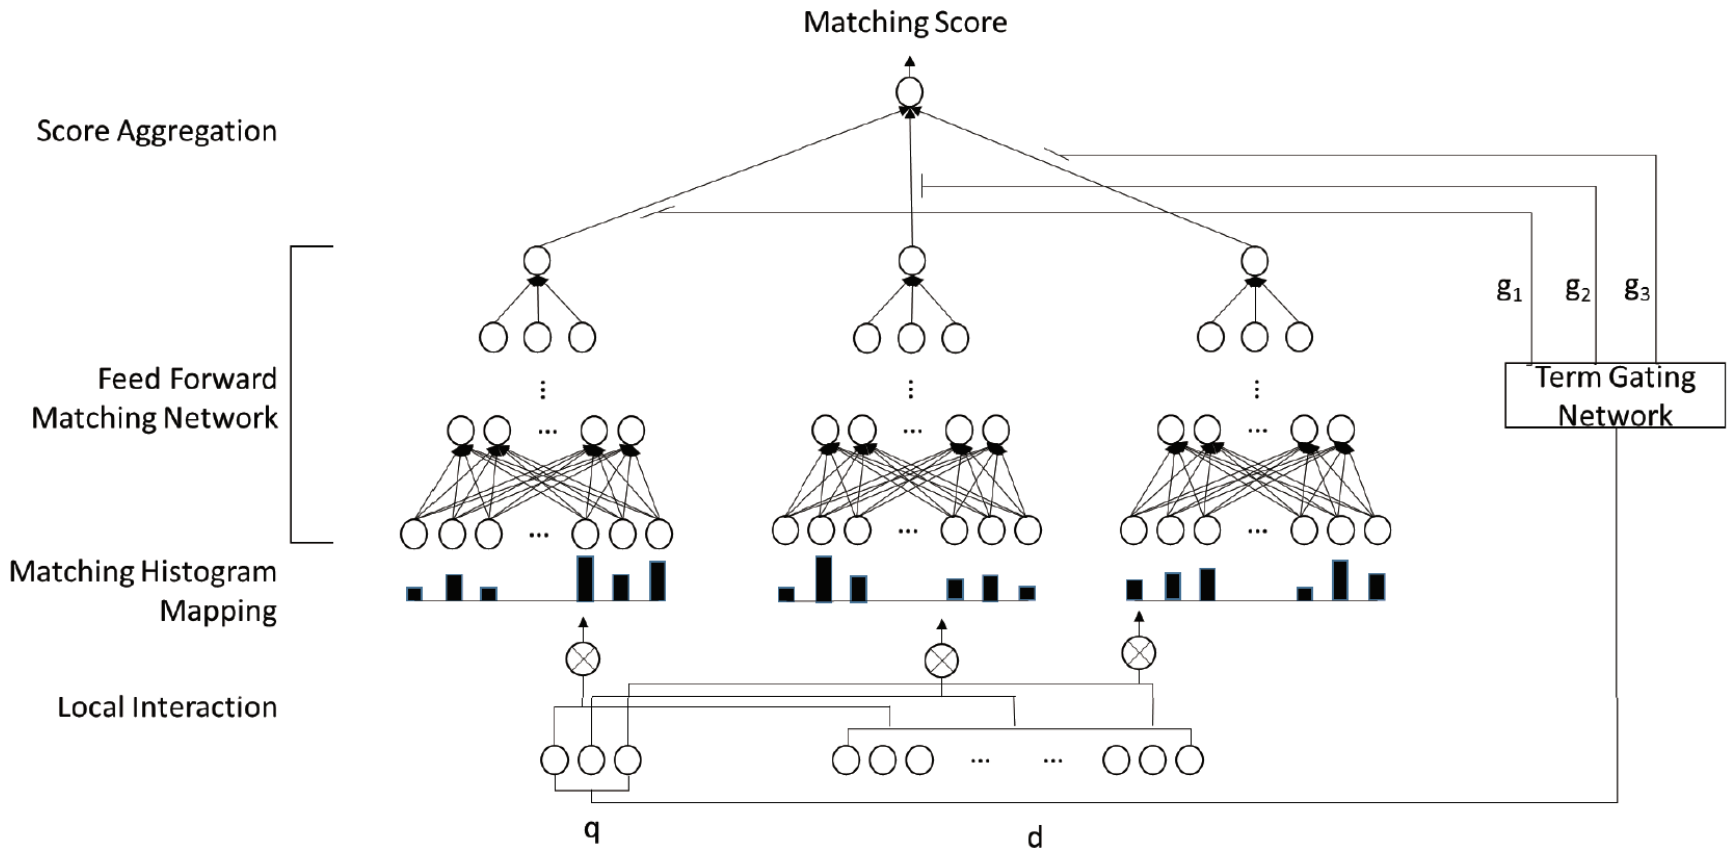 Matching Score
Score Aggregation
g1
g2
g3
Feed Forward
Matching Network
...
...
...
Term Gating
Network
...
...
...
...
...
...
Matching Histogram
Mapping
Local Interaction
...
...
q
d